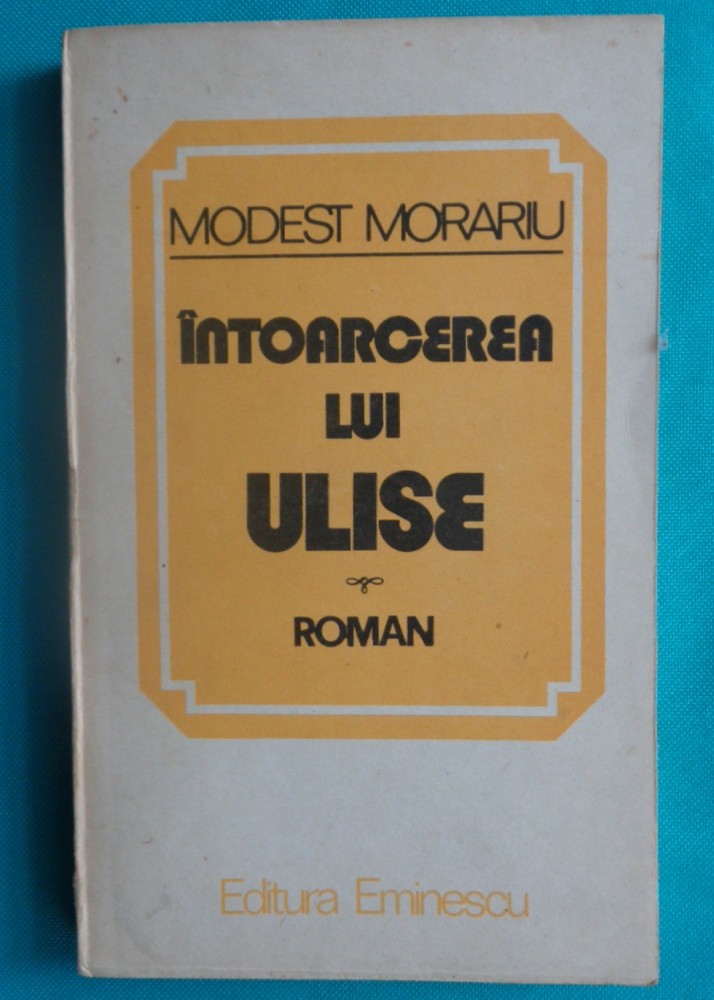 MODEST MORARIU
ÎNTOARCEREA
LUI
ULISE
ROMAN
Editura Eminescu